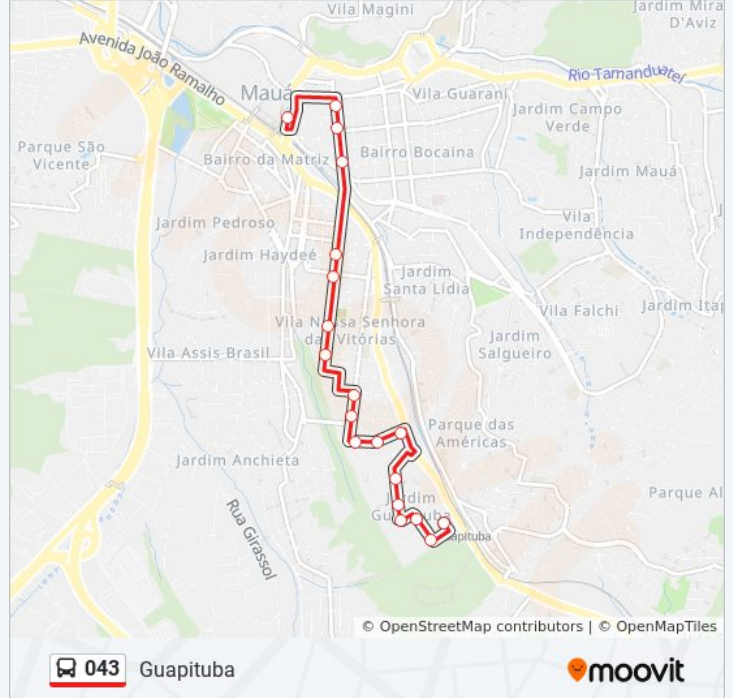 Vila Magini
Jardim Mira
D'Aviz
Avenida João Ramalho
Rio Tamanduateí
Mauá
Vila Guarani
Jardim Campo
Verde
Parque São
Vicente
Bairro da Matriz
Bairro Bocaina
Jardim Mauá
Jardim Pedroso
Vila
Independência
Jardim Haydeé
Jardim
Santa Lídia
Vila Falchi
Jardim Itap
Vila Assis Brasil
Jardim
Salgueiro
Parque das
Américas
Jardim Anchieta
Parque Al
Jardim
Rua Girassol
© OpenStreetMap contributors | © OpenMapTiles
043 Guapituba
moovit